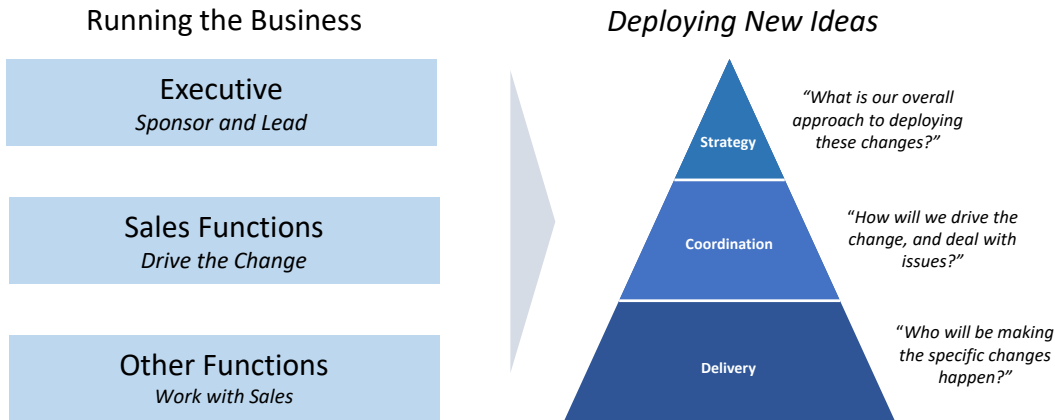 Running the Business
Executive
Sponsor and Lead
Sales Functions
Drive the Change
Other Functions
Work with Sales
Deploying New Ideas
Strategy
“What is our overall
approach to deploying
these changes?”
Coordination
“How will we drive the
change, and deal with
issues?”
Delivery
“Who will be making
the specific changes
happen?”